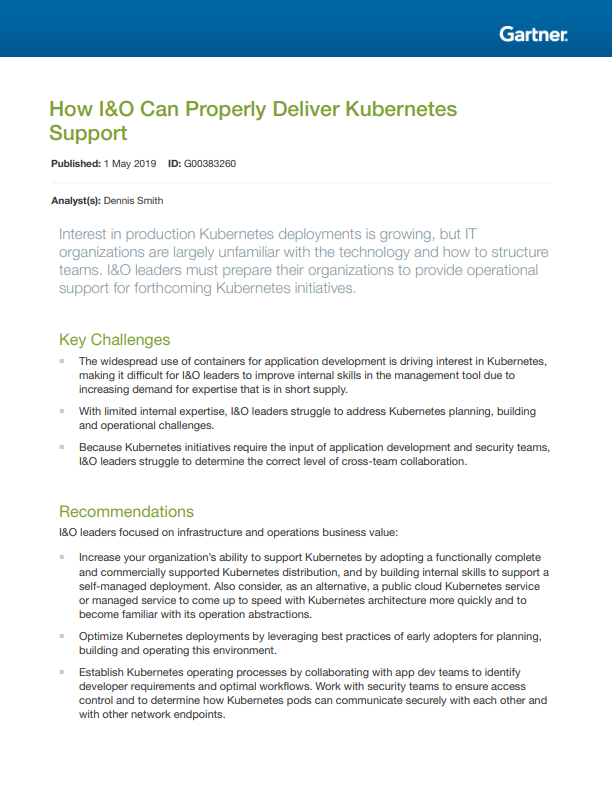 Gartner.
How I&O Can Properly Deliver Kubernetes
Support
Published: 1 May 2019 ID: G00383260
Analyst(s): Dennis Smith
Interest in production Kubernetes deployments is growing, but IT
organizations are largely unfamiliar with the technology and how to structure
teams. I&O leaders must prepare their organizations to provide operational
support for forthcoming Kubernetes initiatives.
Key Challenges
The widespread use of containers for application development is driving interest in Kubernetes,
making it difficult for I&O leaders to improve internal skills in the management tool due to
increasing demand for expertise that is in short supply.
With limited internal expertise, I&O leaders struggle to address Kubernetes planning, building
and operational challenges.
Because Kubernetes initiatives require the input of application development and security teams,
I&O leaders struggle to determine the correct level of cross-team collaboration.
Recommendations
I&O leaders focused on infrastructure and operations business value:
Increase your organization's ability to support Kubernetes by adopting a functionally complete
and commercially supported Kubernetes distribution, and by building internal skills to support a
self-managed deployment. Also consider, as an alternative, a public cloud Kubernetes service
or managed service to come up to speed with Kubernetes architecture more quickly and to
become familiar with its operation abstractions.
Optimize Kubernetes deployments by leveraging best practices of early adopters for planning,
building and operating this environment.
Establish Kubernetes operating processes by collaborating with app dev teams to identify
developer requirements and optimal workflows. Work with security teams to ensure access
control and to determine how Kubernetes pods can communicate securely with each other and
with other network endpoints.